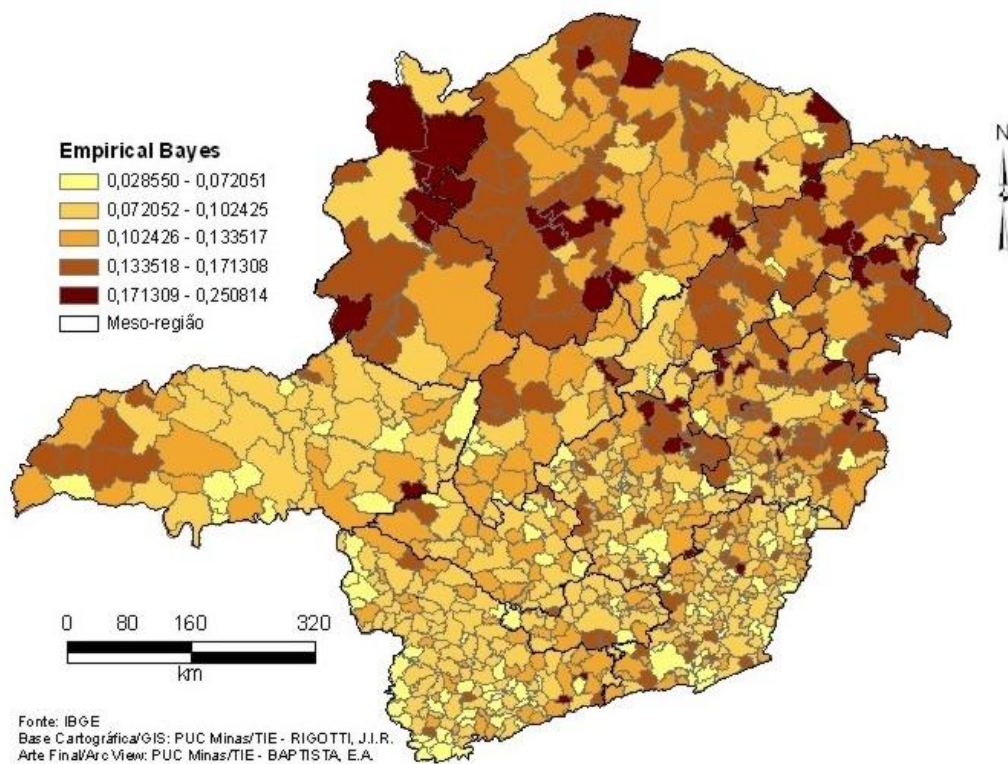 N
Empirical Bayes
0,028550 - 0,072051
0,072052 - 0,102425
0,102426 - 0,133517
0,133518 - 0,171308
0,171309 - 0,250814
Meso-região
0 80 160 320
km
Fonte: IBGE
Base Cartográfica/GIS: PUC Minas/TIE - RIGOTTI, J.I.R.
Arte Final/Arc View: PUC Minas/TIE - BAPTISTA, E.A.